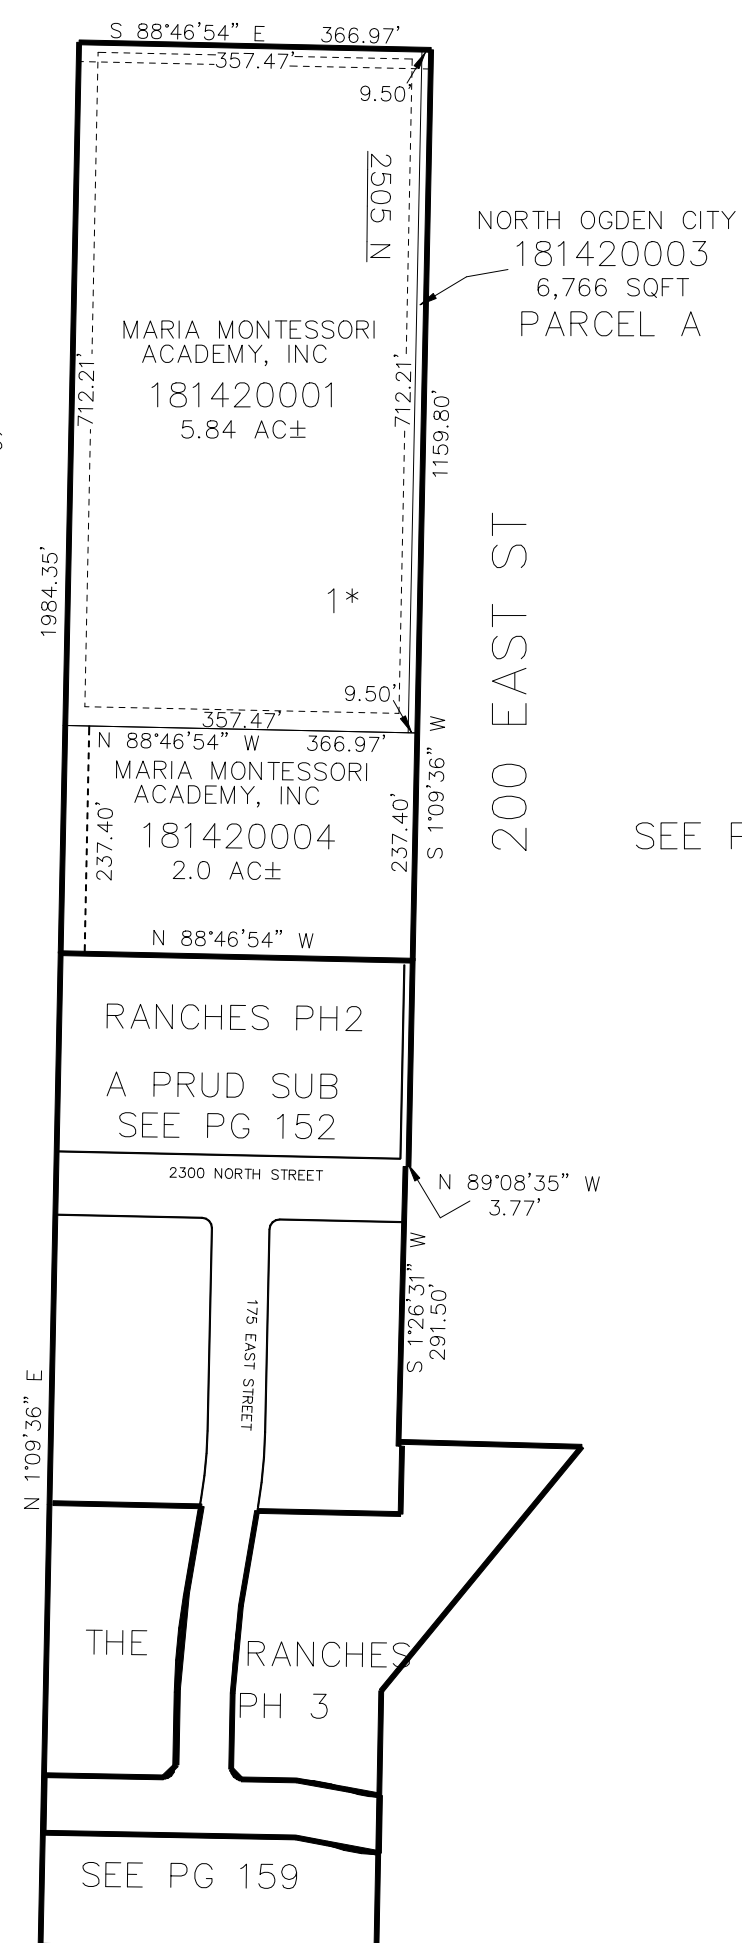 S 88°46'54" E 366.97'
357.47'
9.50'
2505 N
NORTH OGDEN CITY
181420003
6,766 SQFT
PARCEL A
MARIA MONTESSORI
ACADEMY, INC
181420001
5.84 AC±
712.21'
712.21'
1159.80'
1984.35'
200 EAST ST
1*
9.50'
357.47'
N 88°46'54" W 366.97'
S 1°09'36" W
MARIA MONTESSORI
ACADEMY, INC
181420004
2.0 AC±
237.40'
237.40'
SEE
N 88°46'54" W
RANCHES PH2
A PRUD SUB
SEE PG 152
2300 NORTH STREET
N 89°08'35" W
3.77'
S 1°26'31" W
291.50'
175 EAST STREET
N 1°09'36" E
THE
RANCHES
PH 3
SEE PG 159